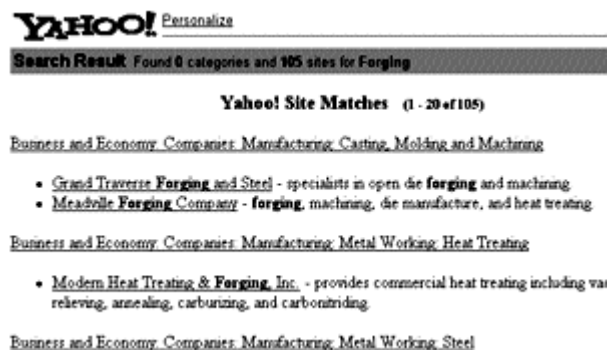 YAHOO! Personalize
Search Result Found 0 categories and 105 sites for Forging
Yahoo! Site Matches (1 - 20 of 105)
Business and Economy: Companies: Manufacturing: Casting, Molding and Machining
• Grand Traverse Forging and Steel - specialists in open die forging and machining.
• Meadville Forging Company - forging, machining, die manufacture, and heat treating.
Business and Economy: Companies: Manufacturing: Metal Working: Heat Treating
• Modern Heat Treating & Forging, Inc. - provides commercial heat treating including
relieving, annealing, carburizing, and carbonitriding.
Business and Economy: Companies: Manufacturing: Metal Working: Steel